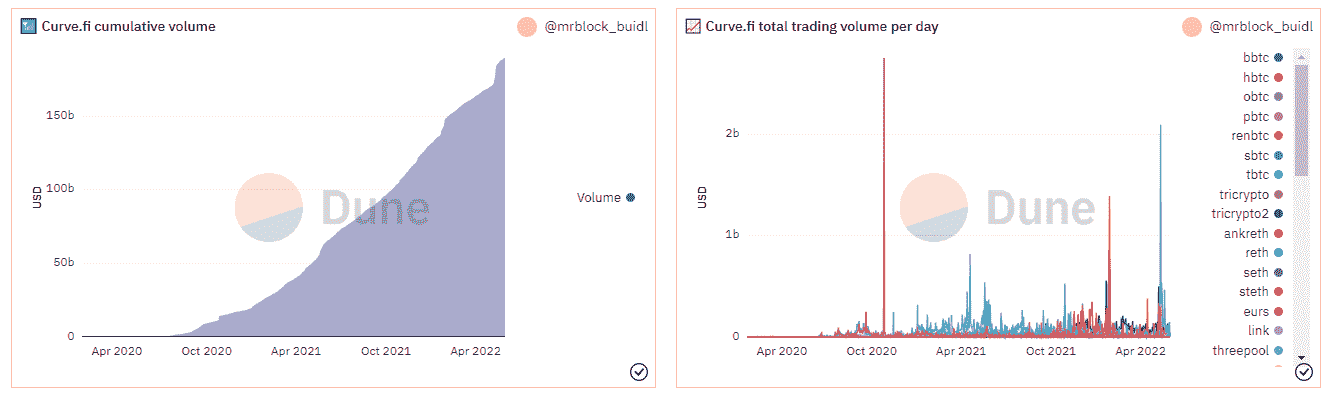 Curve.fi cumulative volume
@mrblock_buidl
150b
100b
50b
0
USD
Dune
Volume
Apr 2020
Oct 2020
Apr 2021
Oct 2021
Apr 2022
Curve.fi total trading volume per day
@mrblock_buidl
2b
1b
0
USD
Dune
Apr 2020
Oct 2020
Apr 2021
Oct 2021
Apr 2022
bbtc
hbtc
obtc
pbtc
renbtc
sbtc
tbtc
tricrypto
tricrypto2
ankreth
reth
seth
steth
eurs
link
threepool